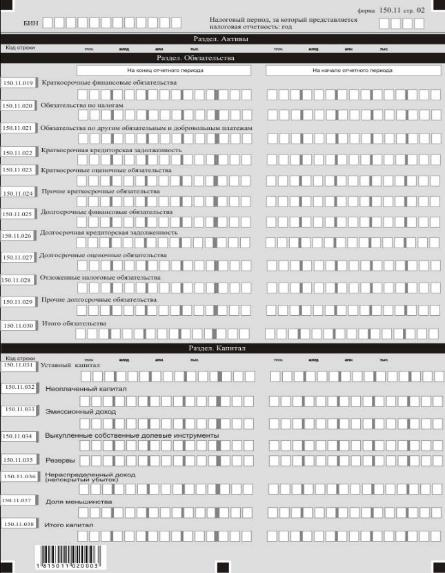 форма 150.11 стр. 02
БИН
Налоговый период, за который представляется
налоговая отчетность: год
Раздел. Активы
Код строки трлн. млрд млн тыс. трлн. млрд млн тыс.
Раздел. Обязательства
На конец отчетного периода На начало отчетного периода
150.11.019 Краткосрочные финансовые обязательства
150.11.020 Обязательства по налогам
150.11.021 Обязательства по другим обязательным и добровольным платежам
150.11.022 Краткосрочная кредиторская задолженность
150.11.023 Краткосрочные оценочные обязательства
150.11.024 Прочие краткосрочные обязательства
150.11.025 Долгосрочные финансовые обязательства
150.11.026 Долгосрочная кредиторская задолженность
150.11.027 Долгосрочные оценочные обязательства
150.11.028 Отложенные налоговые обязательства
150.11.029 Прочие долгосрочные обязательства
150.11.030 Итого обязательства
Раздел. Капитал
Код строки трлн. млрд млн тыс. трлн. млрд млн тыс.
150.11.031 Уставный капитал
150.11.032 Неоплаченный капитал
150.11.033 Эмиссионный доход
150.11.034 Выкупленные собственные долевые инструменты
150.11.035 Резервы
150.11.036 Нераспределенный доход
(непокрытый убыток)
150.11.037 Доля меньшинства
150.11.038 Итого капитал
1 815011 020003